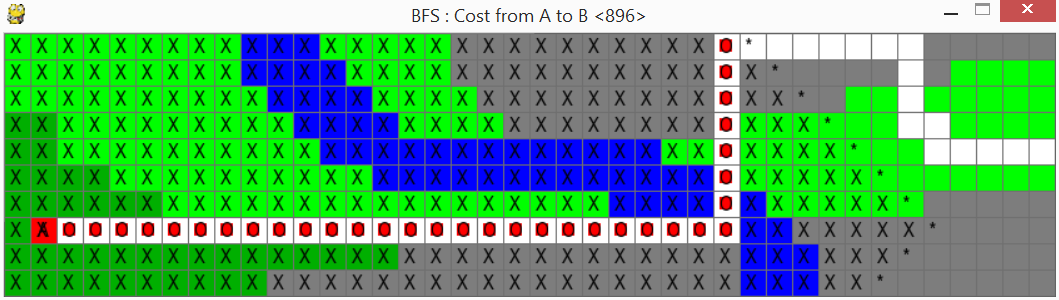 BFS : Cost from A to B <896>
X X X X X X X X X X X X X X X X X X X X X X X X X X X O *
X X X X X X X X X X X X X X X X X X X X X X X X X X X O X *
X X X X X X X X X X X X X X X X X X X X X X X X X X X O X X *
X X X X X X X X X X X X X X X X X X X X X X X X X X X O X X X *
X X X X X X X X X X X X X X X X X X X X X X X X X X X O X X X X *
X X X X X X X X X X X X X X X X X X X X X X X X X X X O X X X X X *
X X X X X X X X X X X X X X X X X X X X X X X X X X X O X X X X X X *
X X O O O O O O O O O O O O O O O O O O O O O O O O O O X X X X X X X *
X X X X X X X X X X X X X X X X X X X X X X X X X X X X X X X X X X *
X X X X X X X X X X X X X X X X X X X X X X X X X X X X X X X X X *